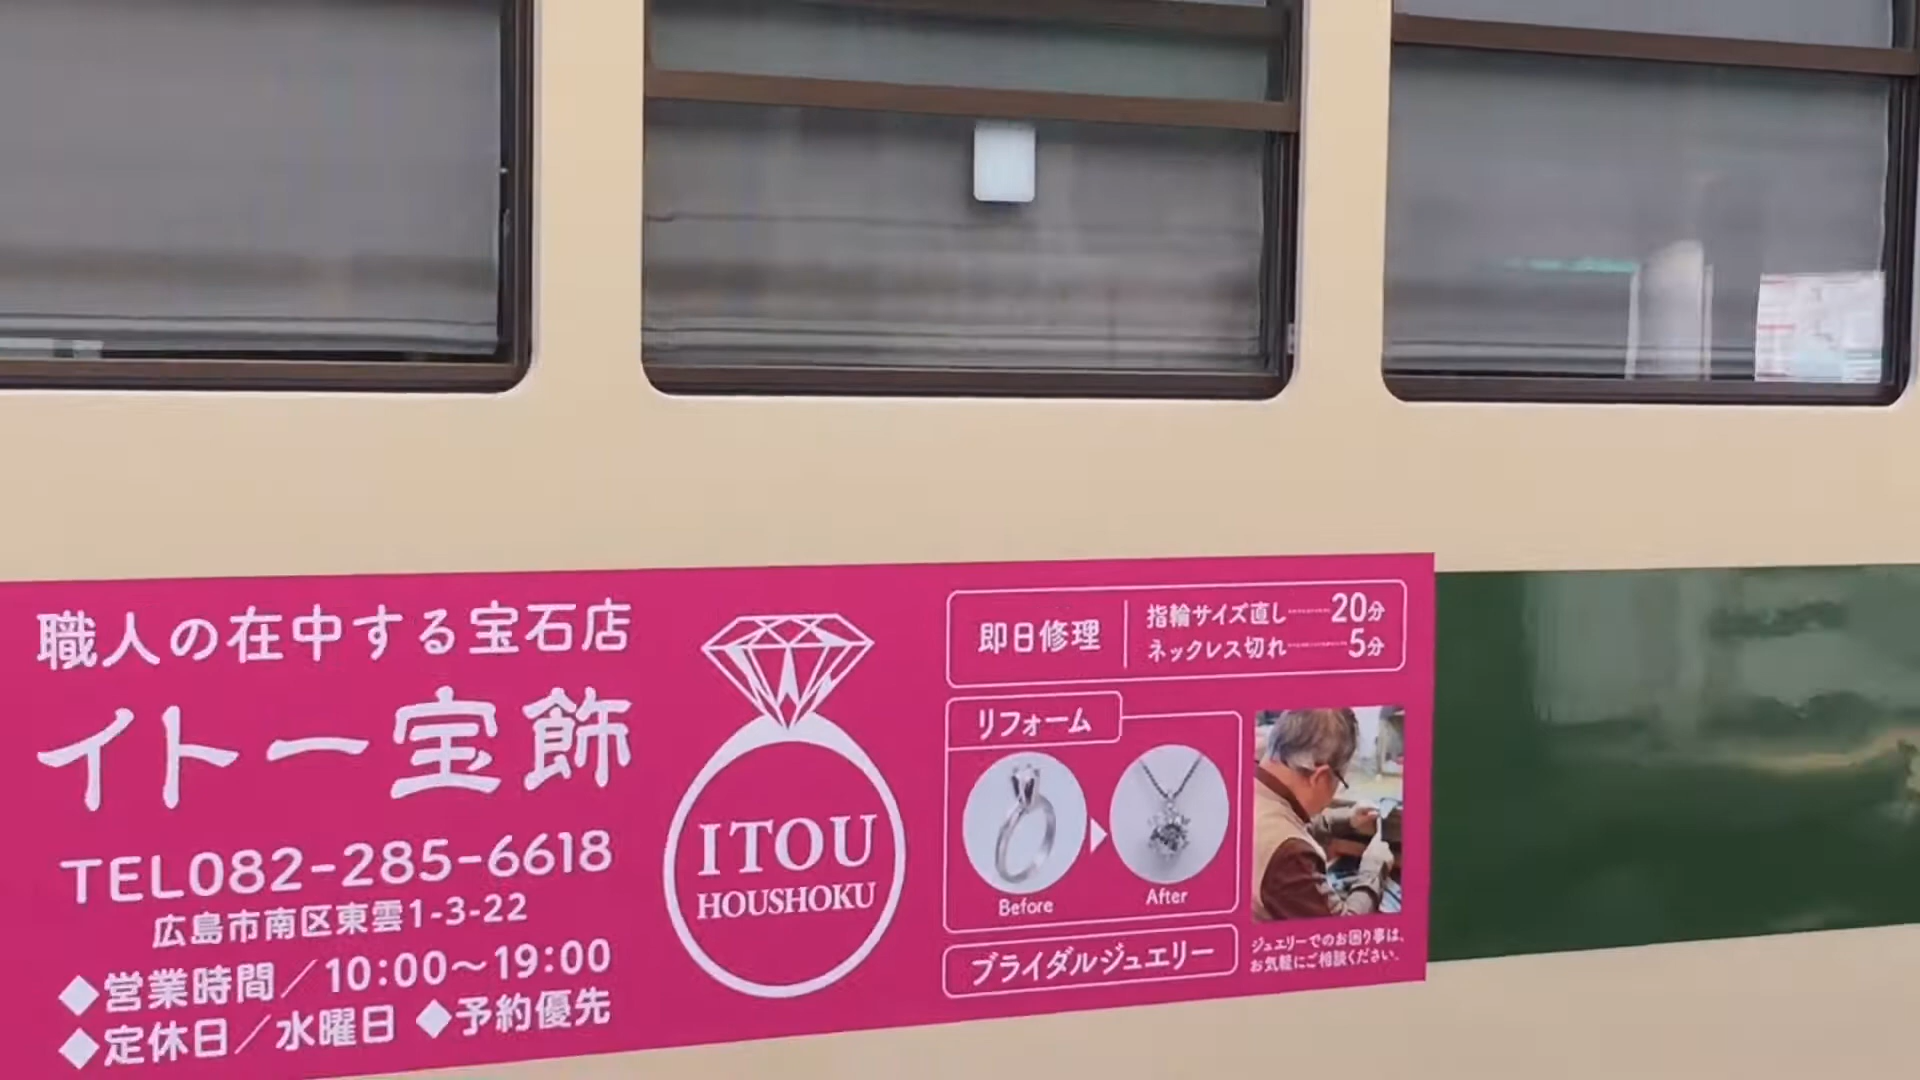 職人の在中する宝石店
イトー宝飾
TEL082-285-6618
広島市南区東雲1-3-22
◆営業時間／10:00～19:00
◆定休日／水曜日 ◆予約優先
ITOU
HOUSHOKU
即日修理
指輪サイズ直し……20分
ネックレス切れ……5分
リフォーム
Before
After
ブライダルジュエリー
ジュエリーでのお困り事は、
お気軽にご相談ください。